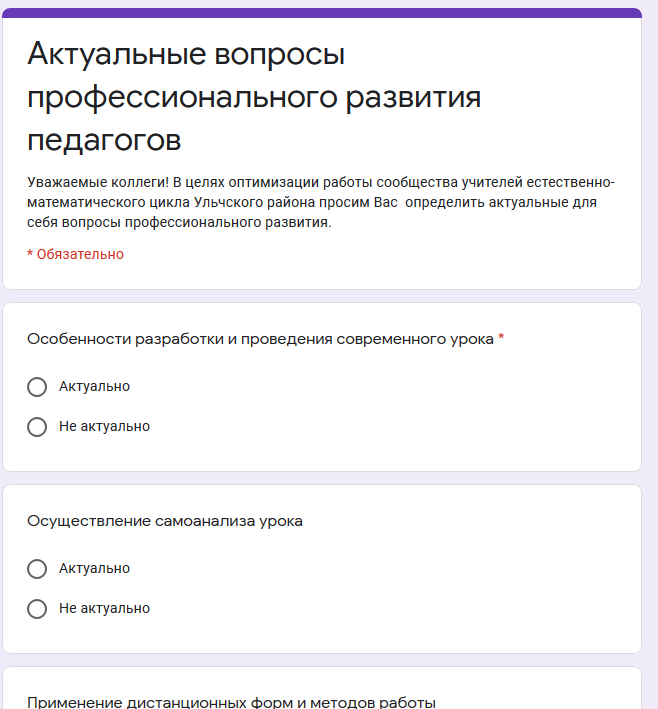 Актуальные вопросы
профессионального развития
педагогов
Уважаемые коллеги! В целях оптимизации работы сообщества учителей естественно-
математического цикла Ульчского района просим Вас  определить актуальные для
себя вопросы профессионального развития.
* Обязательно
Особенности разработки и проведения современного урока *
Актуально
Не актуально
Осуществление самоанализа урока
Актуально
Не актуально
Применение дистанционных форм и методов работы